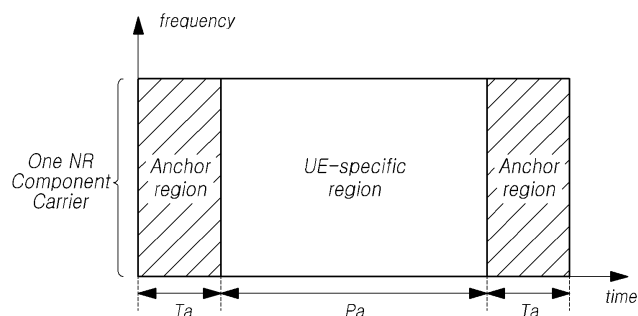 frequency
One NR
Component
Carrier
Anchor
region
UE-specific
region
Anchor
region
time
Ta
Pa
Ta